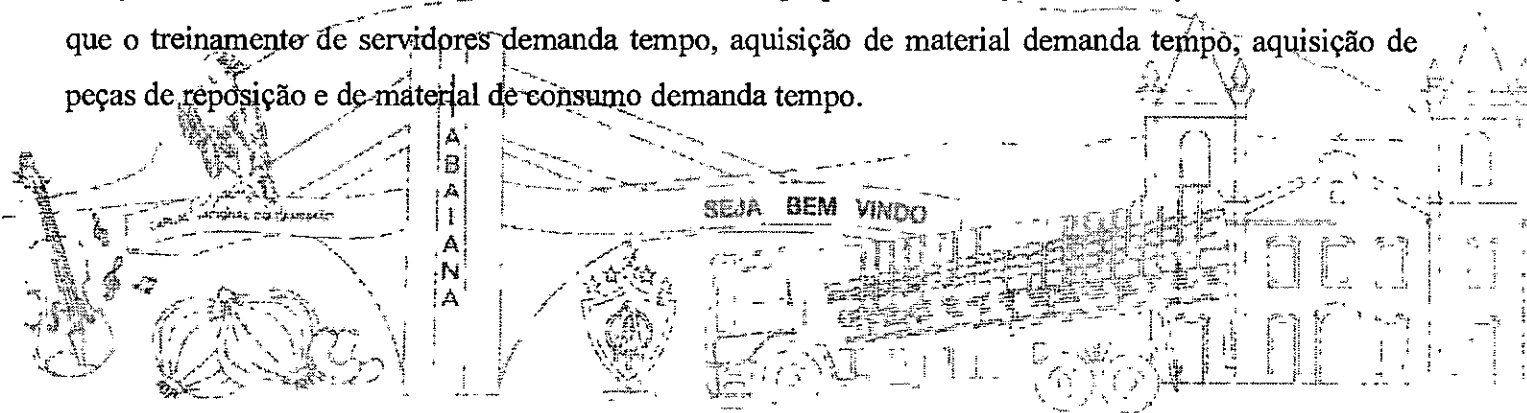 que o treinamento de servidores demanda tempo, aquisição de material demanda tempo, aquisição de
peças de reposição e de material de consumo demanda tempo.
ITABAIANA
SEJA BEM VINDO